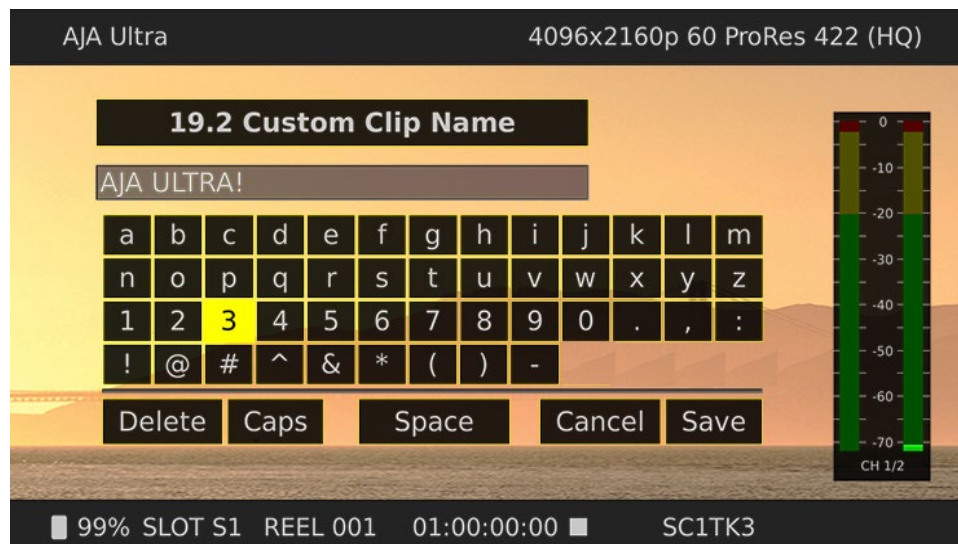 AJA Ultra 4096x2160p 60 ProRes 422 (HQ)
19.2 Custom Clip Name
AJA ULTRA!
a b c d e f g h i j k l m
n o p q r s t u v w x y z
1 2 3 4 5 6 7 8 9 0 . , :
! @ # ^ & * ( ) -
Delete Caps Space Cancel Save
0
-10
-20
-30
-40
-50
-60
-70
CH 1/2
99% SLOT S1 REEL 001 01:00:00:00 SC1TK3